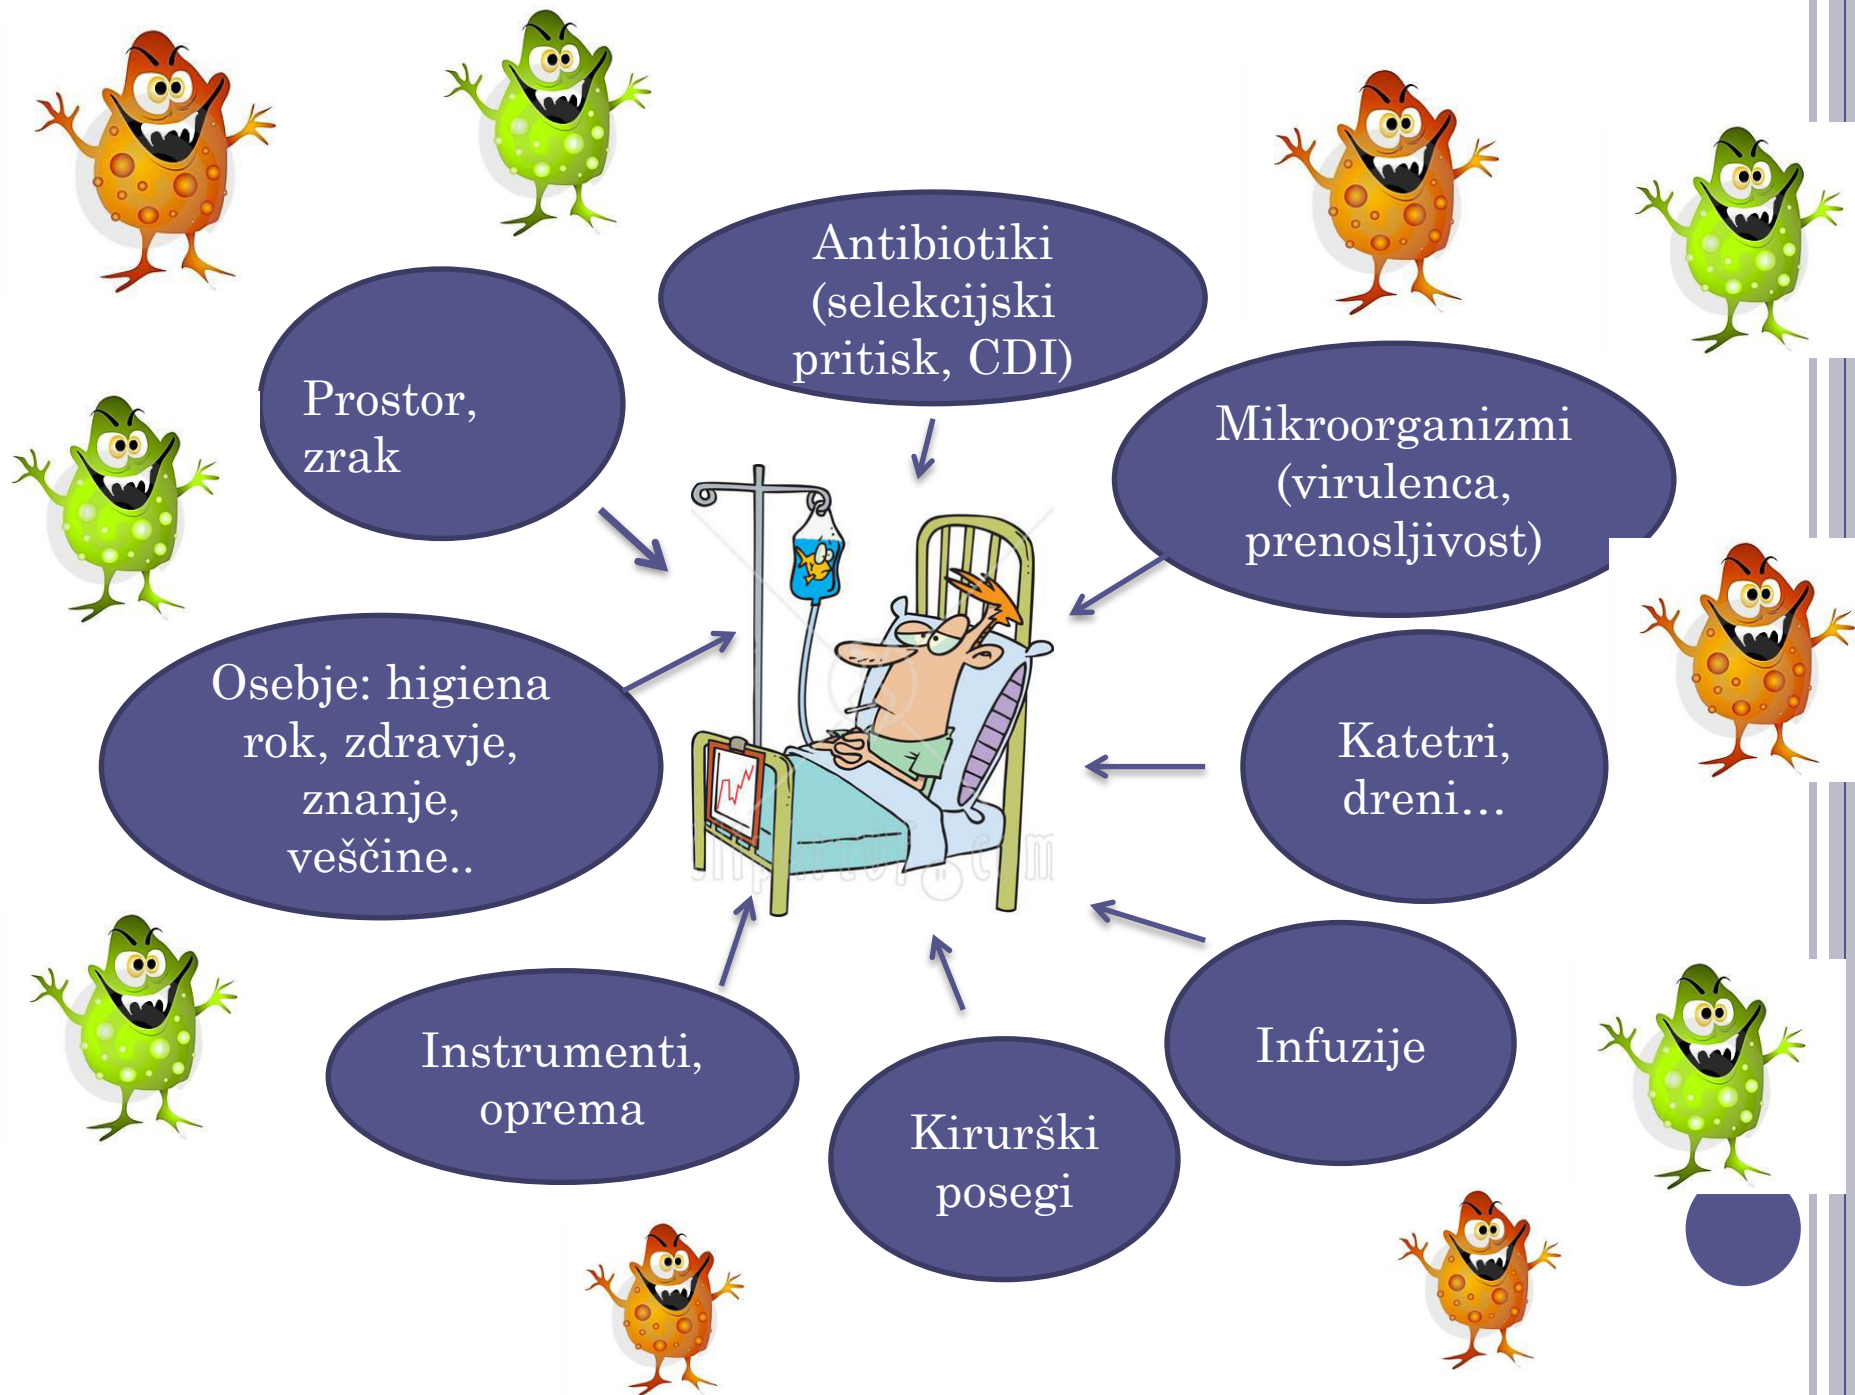 Antibiotiki
(selekcijski
pritisk, CDI)
Prostor,
zrak
Mikroorganizmi
(virulenca,
prenosljivost)
Osebje: higiena
rok, zdravje,
znanje,
veščine..
Katetri,
dreni…
Infuzije
Instrumenti,
oprema
Kirurški
posegi